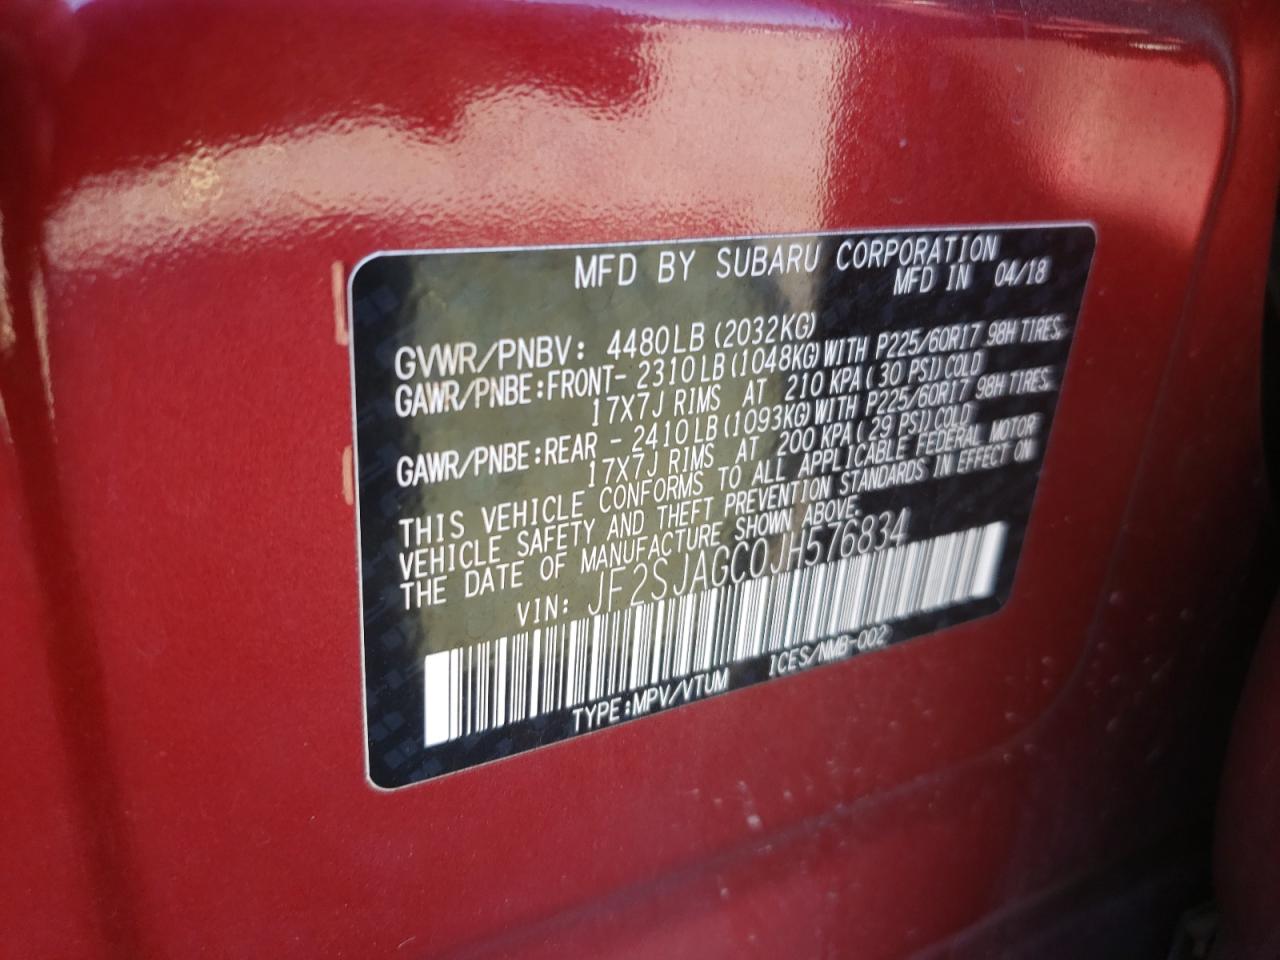 MFD BY SUBARU CORPORATION
MFD IN 04/18
GVWR/PNBV: 4480LB (2032KG)
GAWR/PNBE:FRONT- 2310LB(1048KG)WITH P225/60R17 98H TIRES
17X7J RIMS AT 210 KPA( 30 PSI)COLD
GAWR/PNBE:REAR - 2410LB(1093KG)WITH P225/60R17 98H TIRES
17X7J RIMS AT 200 KPA( 29 PSI)COLD
THIS VEHICLE CONFORMS TO ALL APPLICABLE FEDERAL MOTOR
VEHICLE SAFETY AND THEFT PREVENTION STANDARDS IN EFFECT ON
THE DATE OF MANUFACTURE SHOWN ABOVE.
VIN: JF2SJAGC0JH576834
TYPE:MPV/VTUM ICES/NMB-002